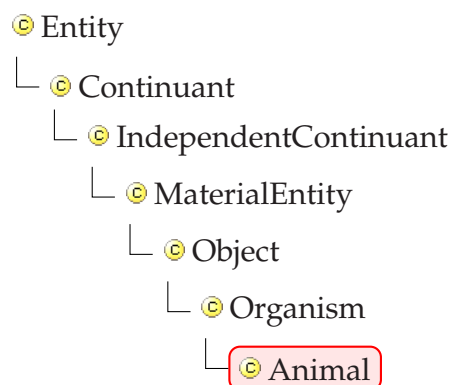 C Entity
C Continuant
C IndependentContinuant
C MaterialEntity
C Object
C Organism
C Animal